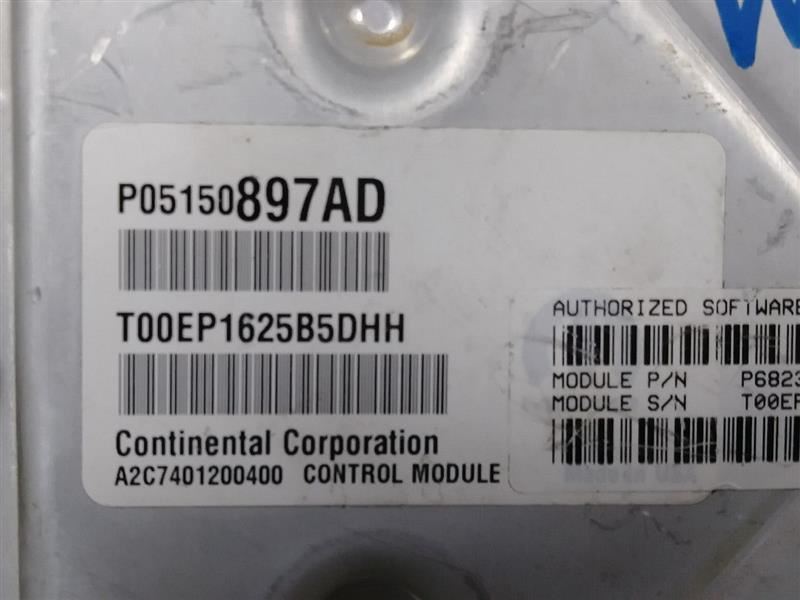 P05150897AD
T00EP1625B5DHH
Continental Corporation
A2C7401200400 CONTROL MODULE
AUTHORIZED SOFTWARE
MODULE P/N P6823
MODULE S/N T00EP